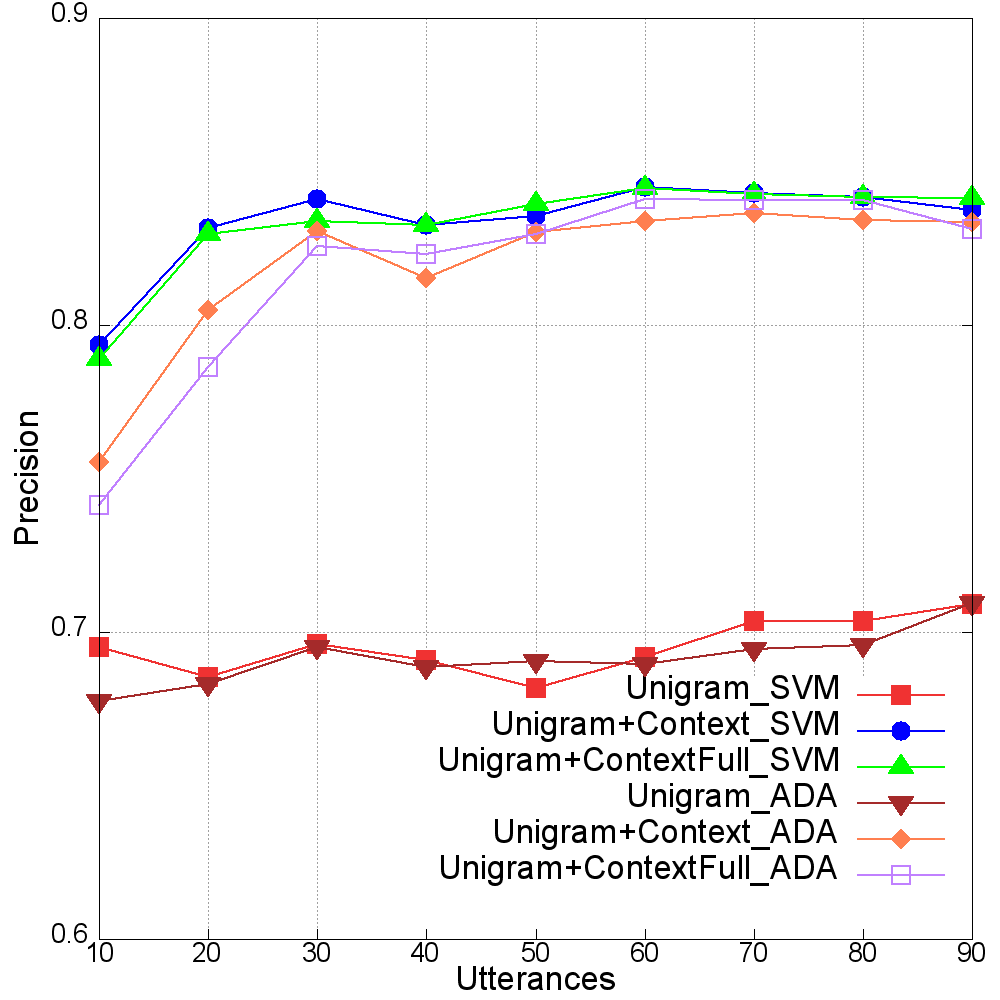 0.9
0.8
0.7
0.6
Precision
Unigram_SVM
Unigram+Context_SVM
Unigram+ContextFull_SVM
Unigram_ADA
Unigram+Context_ADA
Unigram+ContextFull_ADA
10 20 30 40 50 60 70 80 90
Utterances